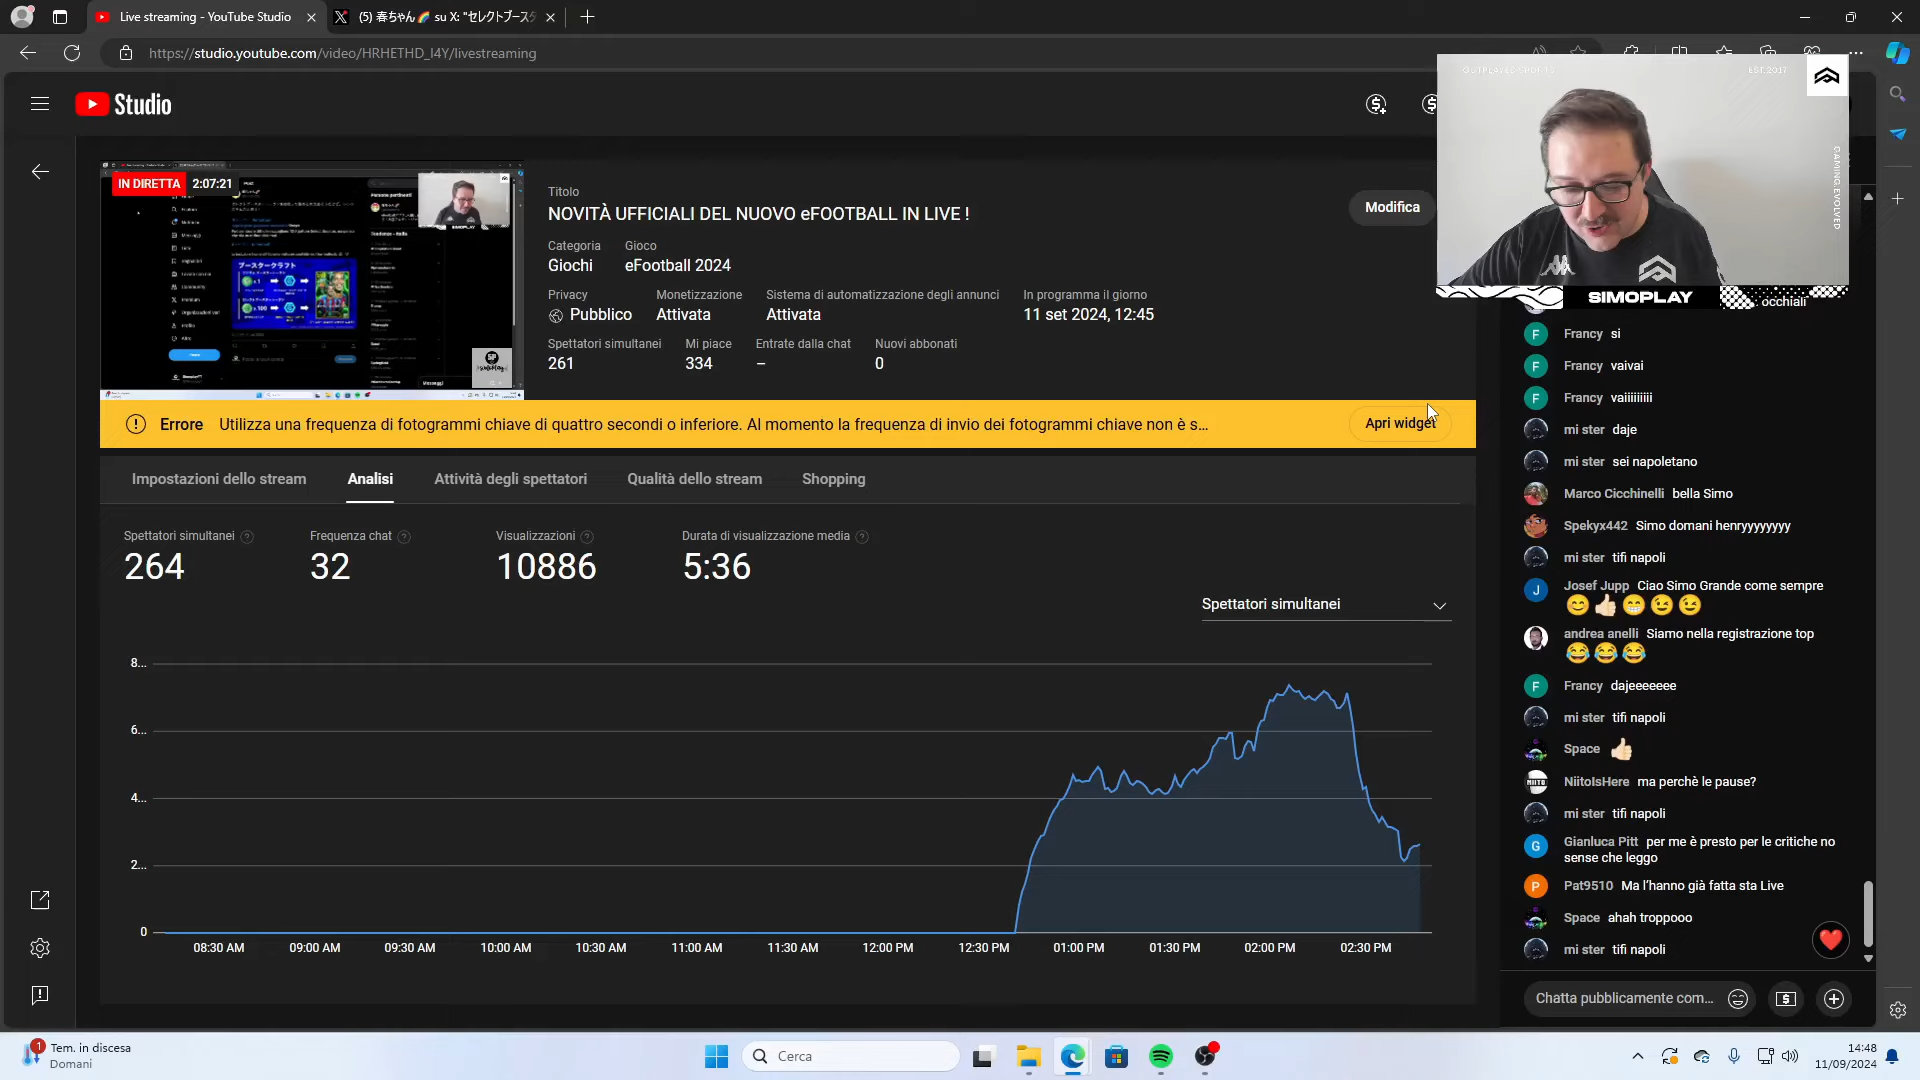 Live streaming - YouTube Studio
(5) 春ちゃん🌈 su X: "セレクトブースタ
https://studio.youtube.com/video/HRHETHD_I4Y/livestreaming
Studio
IN DIRETTA 2:07:21
Titolo
NOVITÀ UFFICIALI DEL NUOVO eFOOTBALL IN LIVE !
Modifica
Categoria Gioco
Giochi eFootball 2024
Privacy Monetizzazione Sistema di automatizzazione degli annunci In programma il giorno
Pubblico Attivata Attivata 11 set 2024, 12:45
Spettatori simultanei Mi piace Entrate dalla chat Nuovi abbonati
261 334 – 0
Errore Utilizza una frequenza di fotogrammi chiave di quattro secondi o inferiore. Al momento la frequenza di invio dei fotogrammi chiave non è s...
Apri widget
Impostazioni dello stream Analisi Attività degli spettatori Qualità dello stream Shopping
Spettatori simultanei Frequenza chat Visualizzazioni Durata di visualizzazione media
264 32 10886 5:36
Spettatori simultanei
8...
6...
4...
2...
0
08:30 AM 09:00 AM 09:30 AM 10:00 AM 10:30 AM 11:00 AM 11:30 AM 12:00 PM 12:30 PM 01:00 PM 01:30 PM 02:00 PM 02:30 PM
OUTPLAYED SPORTS EST.2017
GAMING.EVOLVED
SIMOPLAY
occhiali
F Francy si
F Francy vaivai
F Francy vaiiiiiiiii
mi ster daje
mi ster sei napoletano
Marco Cicchinelli bella Simo
Spekyx442 Simo domani henryyyyyyyy
mi ster tifi napoli
J Josef Jupp Ciao Simo Grande come sempre
😊👍🏻😁😉😉
andrea anelli Siamo nella registrazione top
😂😂😂
F Francy dajeeeeeee
mi ster tifi napoli
Space 👍🏻
NiitoIsHere ma perchè le pause?
mi ster tifi napoli
G Gianluca Pitt per me è presto per le critiche no
sense che leggo
P Pat9510 Ma l'hanno già fatta sta Live
Space ahah troppooo
mi ster tifi napoli
Chatta pubblicamente com...
1 Tem. in discesa
Domani
Cerca
14:48
11/09/2024